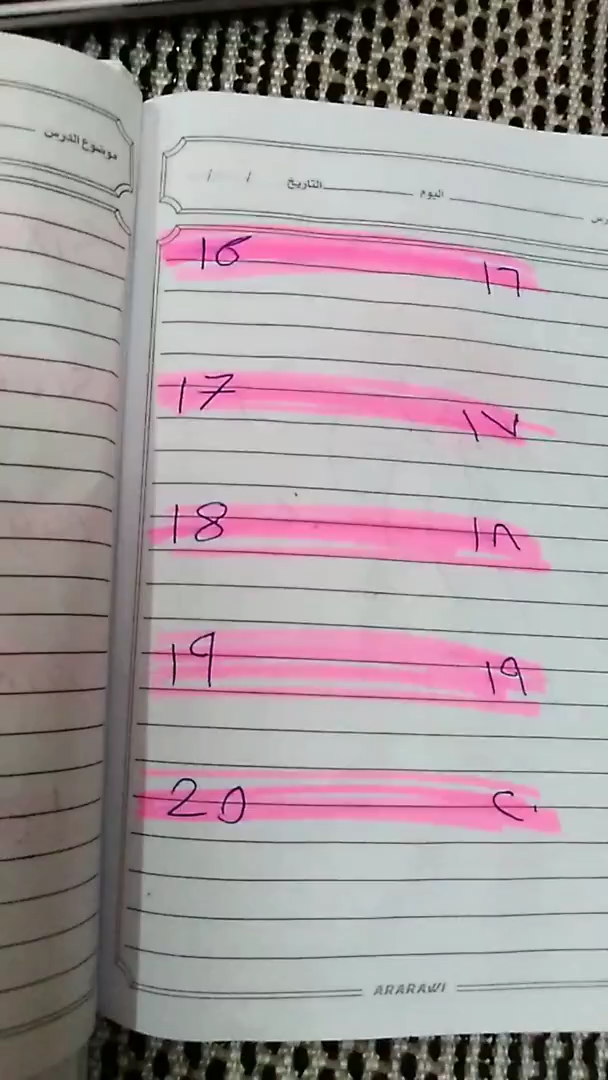 موضوع الدرس
اليوم التاريخ / /
16 ١٦
17 ١٧
18 ١٨
19 ١٩
20 ٢٠
ARARAWI